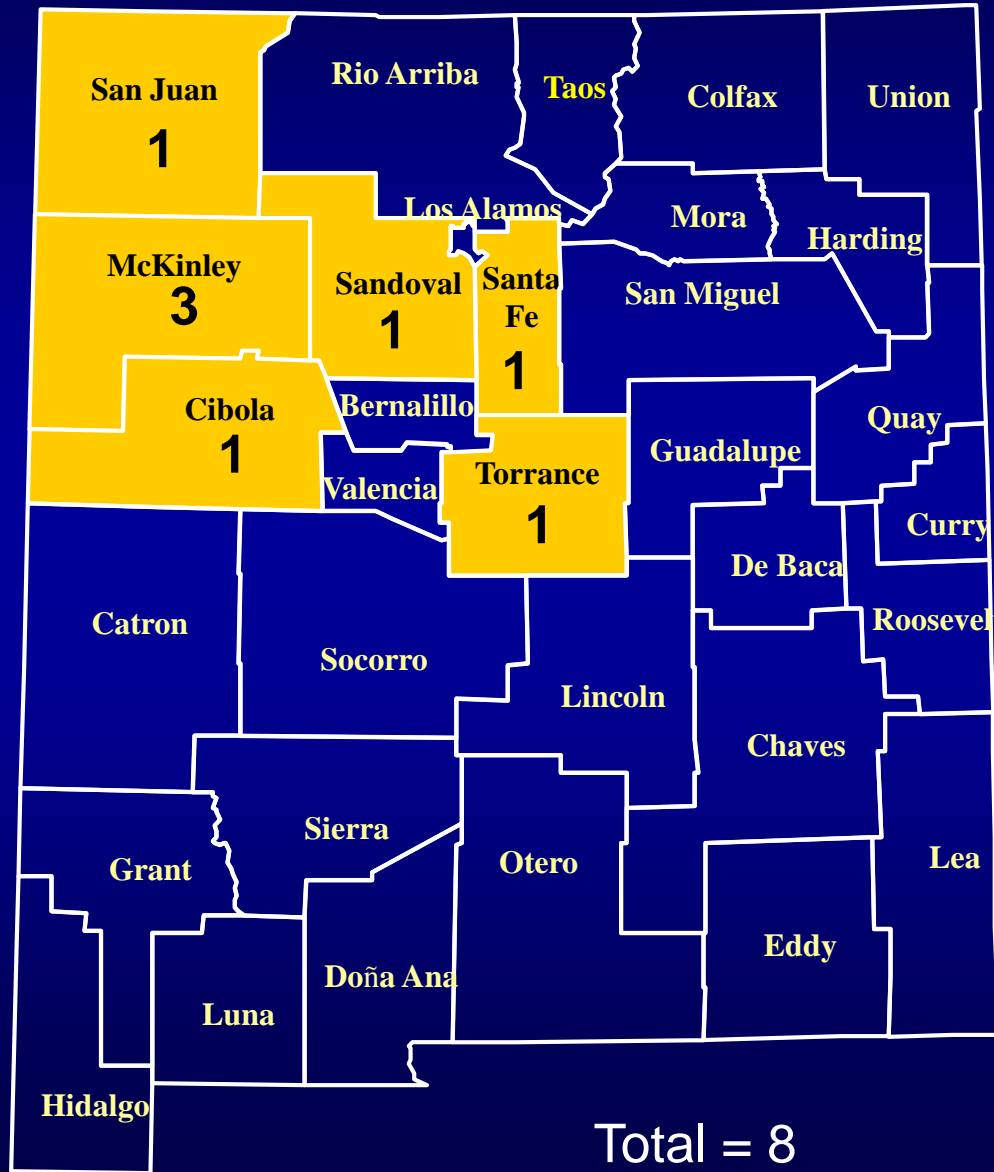 Rio Arriba
Taos
Colfax
Union
San Juan
1
Los Alamos
Mora
Harding
McKinley
3
Sandoval
1
Santa
Fe
1
San Miguel
Cibola
1
Bernalillo
Quay
Guadalupe
Valencia
Torrance
1
Curry
De Baca
Catron
Roosevel
Socorro
Lincoln
Chaves
Sierra
Grant
Otero
Lea
Eddy
Doña Ana
Luna
Hidalgo
Total = 8